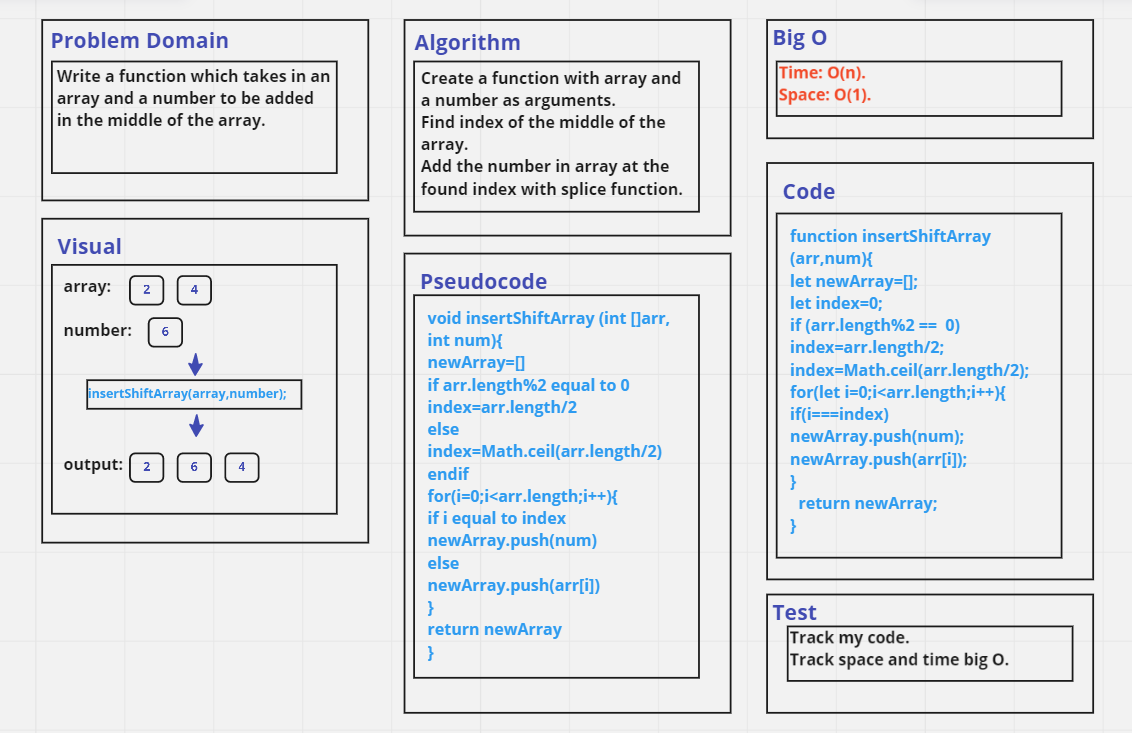 Problem Domain
Write a function which takes in an
array and a number to be added
in the middle of the array.
Visual
array: 2 4
number: 6
insertShiftArray(array,number);
output: 2 6 4
Algorithm
Create a function with array and
a number as arguments.
Find index of the middle of the
array.
Add the number in array at the
found index with splice function.
Pseudocode
void insertShiftArray (int []arr,
int num){
newArray=[]
if arr.length%2 equal to 0
index=arr.length/2
else
index=Math.ceil(arr.length/2)
endif
for(i=0;i<arr.length;i++){
if i equal to index
newArray.push(num)
else
newArray.push(arr[i])
}
return newArray
}
Big O
Time: O(n).
Space: O(1).
Code
function insertShiftArray
(arr,num){
let newArray=[];
let index=0;
if (arr.length%2 == 0)
index=arr.length/2;
index=Math.ceil(arr.length/2);
for(let i=0;i<arr.length;i++){
if(i===index)
newArray.push(num);
newArray.push(arr[i]);
}
return newArray;
}
Test
Track my code.
Track space and time big O.